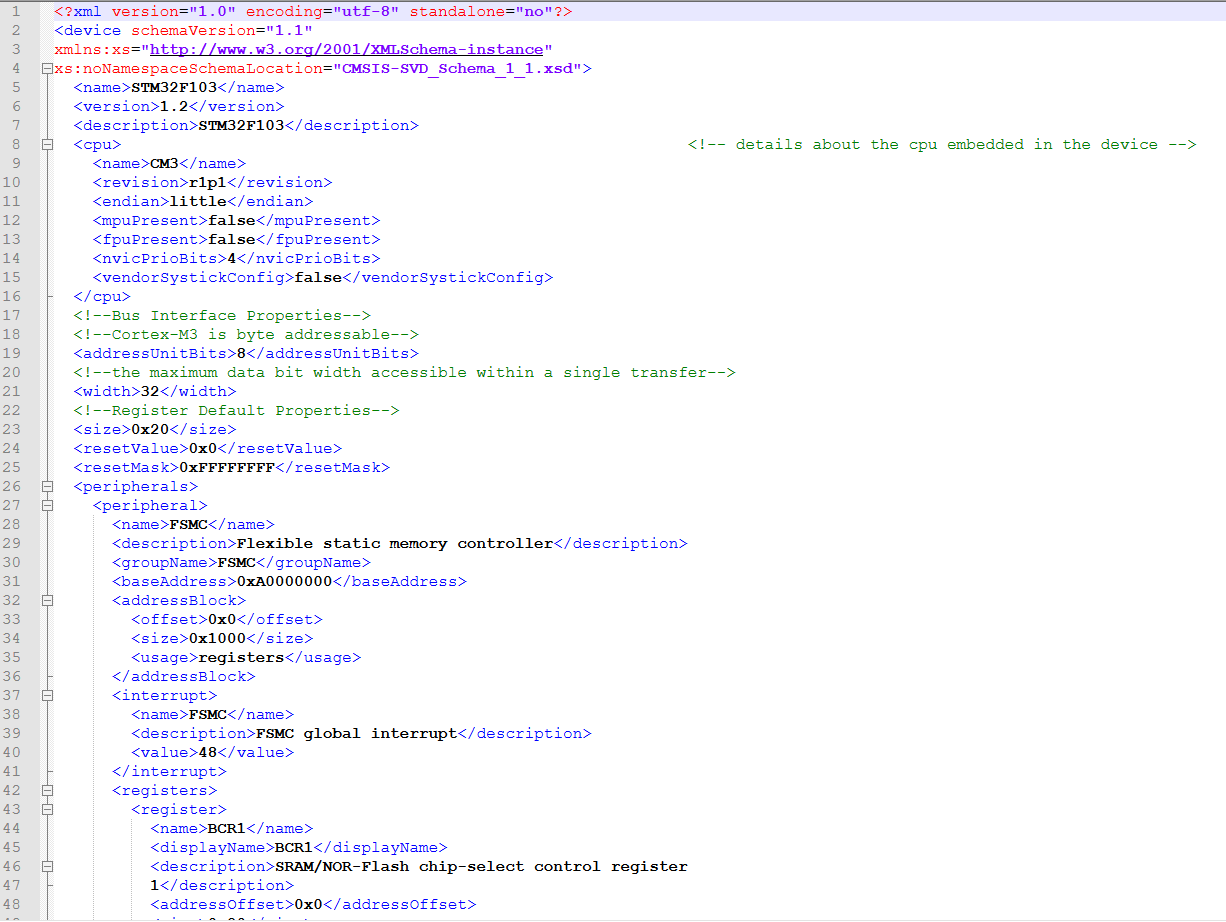 1 <?xml version="1.0" encoding="utf-8" standalone="no"?>
2 <device schemaVersion="1.1"
3 xmlns:xs="http://www.w3.org/2001/XMLSchema-instance"
4 xs:noNamespaceSchemaLocation="CMSIS-SVD_Schema_1_1.xsd">
5 <name>STM32F103</name>
6 <version>1.2</version>
7 <description>STM32F103</description>
8 <cpu> <!-- details about the cpu embedded in the device -->
9 <name>CM3</name>
10 <revision>r1p1</revision>
11 <endian>little</endian>
12 <mpuPresent>false</mpuPresent>
13 <fpuPresent>false</fpuPresent>
14 <nvicPrioBits>4</nvicPrioBits>
15 <vendorSystickConfig>false</vendorSystickConfig>
16 </cpu>
17 <!--Bus Interface Properties-->
18 <!--Cortex-M3 is byte addressable-->
19 <addressUnitBits>8</addressUnitBits>
20 <!--the maximum data bit width accessible within a single transfer-->
21 <width>32</width>
22 <!--Register Default Properties-->
23 <size>0x20</size>
24 <resetValue>0x0</resetValue>
25 <resetMask>0xFFFFFFFF</resetMask>
26 <peripherals>
27 <peripheral>
28 <name>FSMC</name>
29 <description>Flexible static memory controller</description>
30 <groupName>FSMC</groupName>
31 <baseAddress>0xA0000000</baseAddress>
32 <addressBlock>
33 <offset>0x0</offset>
34 <size>0x1000</size>
35 <usage>registers</usage>
36 </addressBlock>
37 <interrupt>
38 <name>FSMC</name>
39 <description>FSMC global interrupt</description>
40 <value>48</value>
41 </interrupt>
42 <registers>
43 <register>
44 <name>BCR1</name>
45 <displayName>BCR1</displayName>
46 <description>SRAM/NOR-Flash chip-select control register
47 1</description>
48 <addressOffset>0x0</addressOffset>